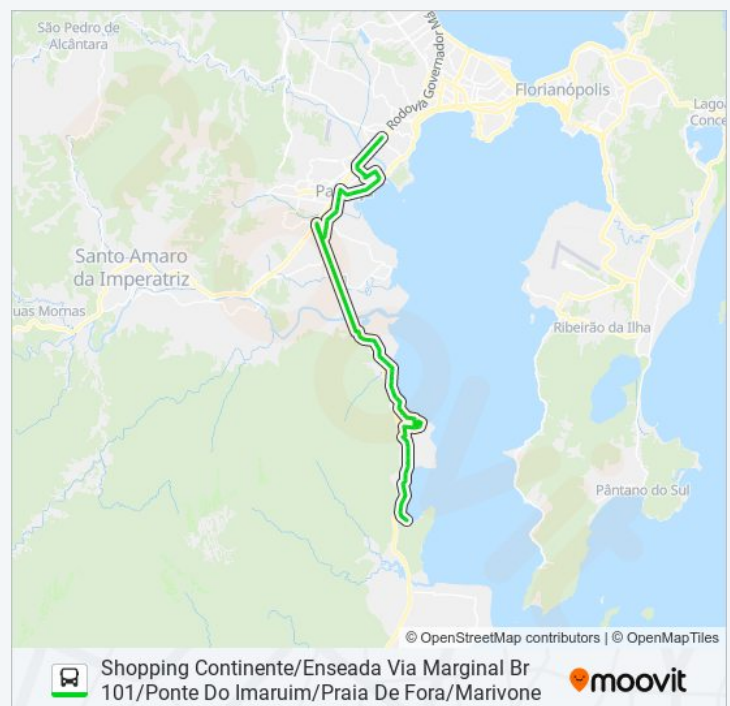 São Pedro de
Alcântara
Rodovia Governador Má
Florianópolis
Lagoa
Conce
Pa
Santo Amaro
da Imperatriz
uas Mornas
Ribeirão da Ilha
Pântano do Sul
© OpenStreetMap contributors | © OpenMapTiles
Shopping Continente/Enseada Via Marginal Br
101/Ponte Do Imaruim/Praia De Fora/Marivone
moovit